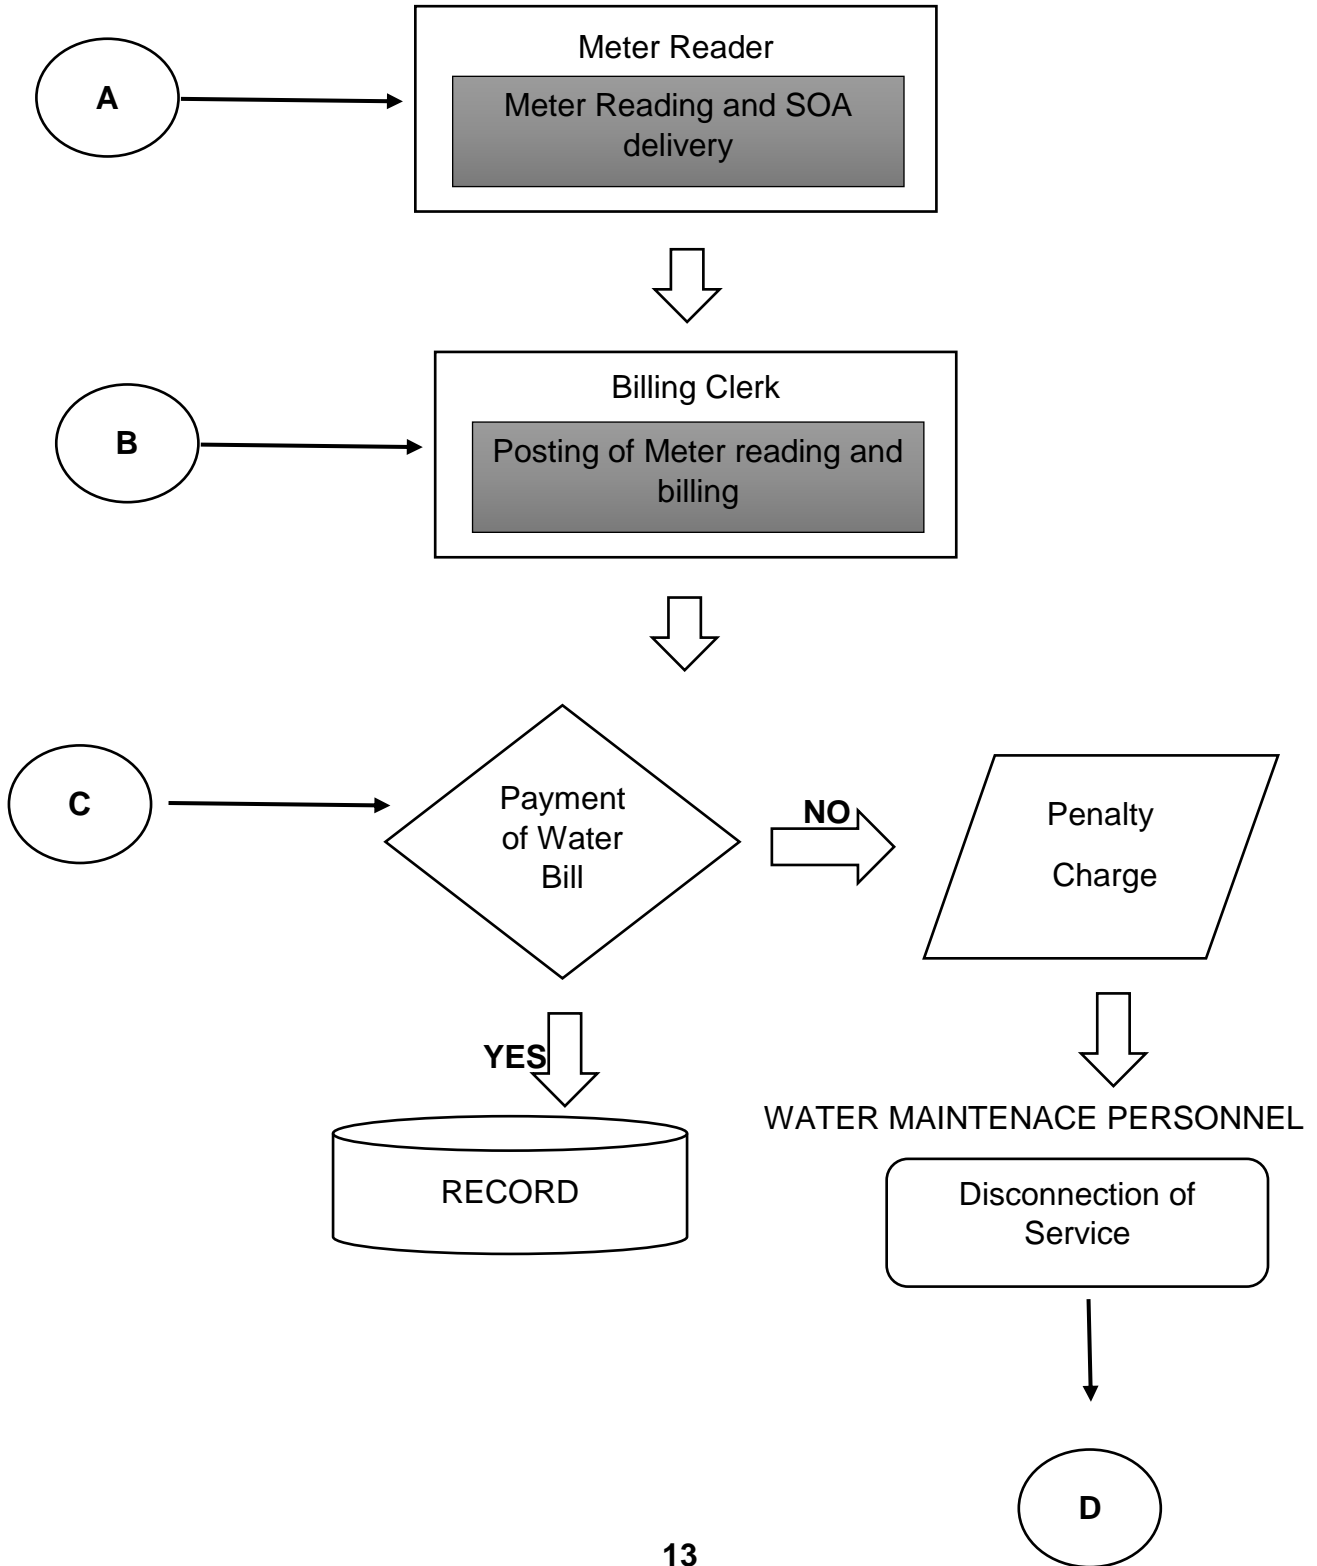 Meter Reader
A
Meter Reading and SOA
delivery
Billing Clerk
B
Posting of Meter reading and
billing
C
Payment
of Water
Bill
NO
Penalty
Charge
YES
WATER MAINTENACE PERSONNEL
RECORD
Disconnection of
Service
D
13